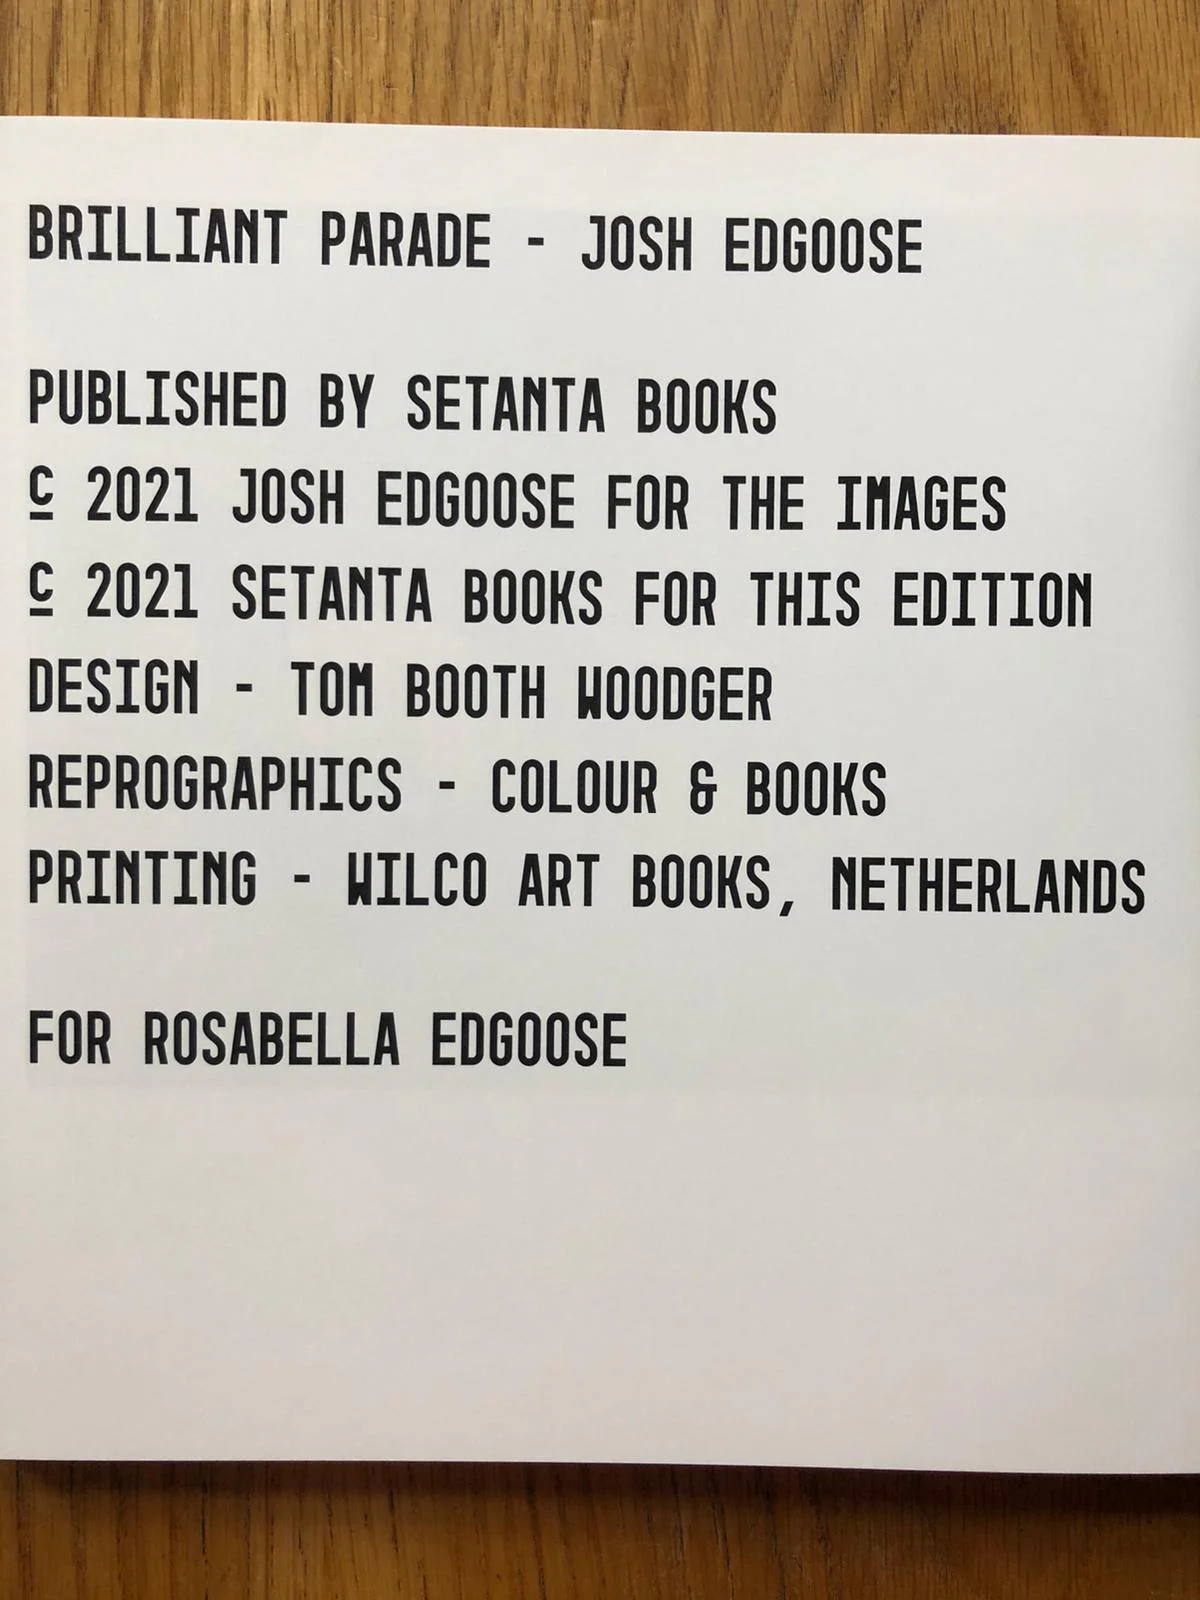 BRILLIANT PARADE - JOSH EDGOOSE
PUBLISHED BY SETANTA BOOKS
© 2021 JOSH EDGOOSE FOR THE IMAGES
© 2021 SETANTA BOOKS FOR THIS EDITION
DESIGN - TOM BOOTH WOODGER
REPROGRAPHICS - COLOUR & BOOKS
PRINTING - WILCO ART BOOKS, NETHERLANDS
FOR ROSABELLA EDGOOSE